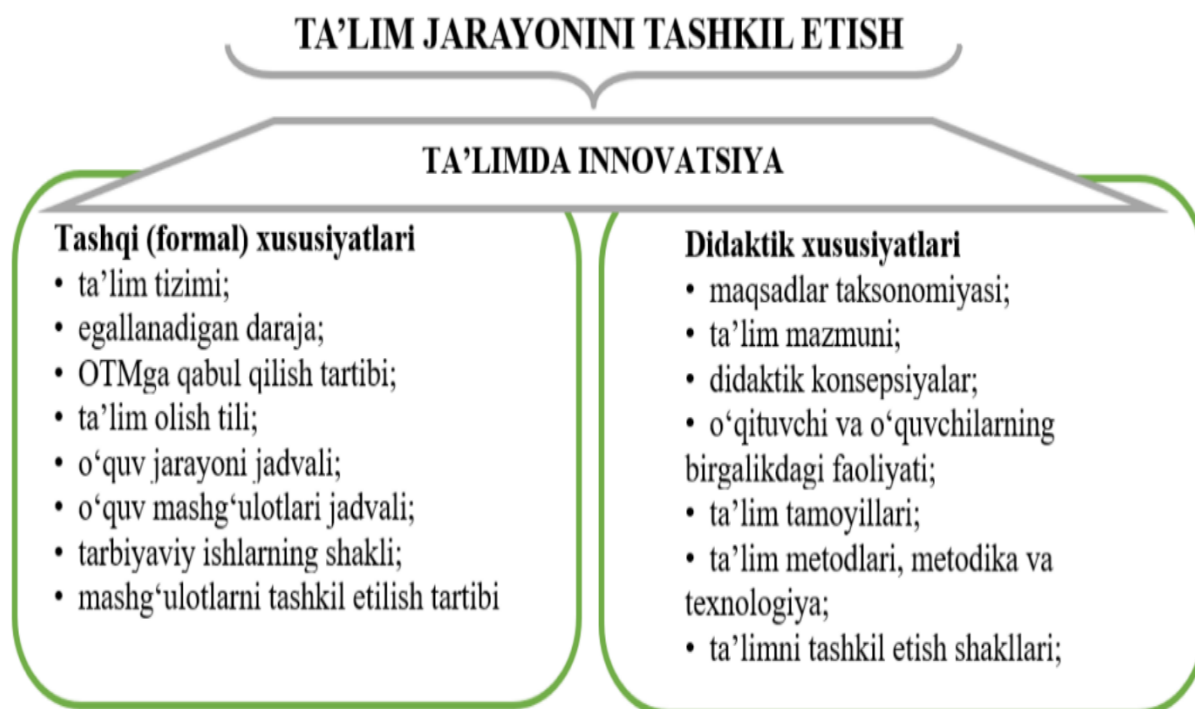 TA’LIM JARAYONINI TASHKIL ETISH
TA’LIMDA INNOVATSIYA
Tashqi (formal) xususiyatlari
• ta’lim tizimi;
• egallanadigan daraja;
• OTMga qabul qilish tartibi;
• ta’lim olish tili;
• o‘quv jarayoni jadvali;
• o‘quv mashg‘ulotlari jadvali;
• tarbiyaviy ishlarning shakli;
• mashg‘ulotlarni tashkil etilish tartibi
Didaktik xususiyatlari
• maqsadlar taksonomiyasi;
• ta’lim mazmuni;
• didaktik konsepsiyalar;
• o‘qituvchi va o‘quvchilarning
birgalikdagi faoliyati;
• ta’lim tamoyillari;
• ta’lim metodlari, metodika va
texnologiya;
• ta’limni tashkil etish shakllari;